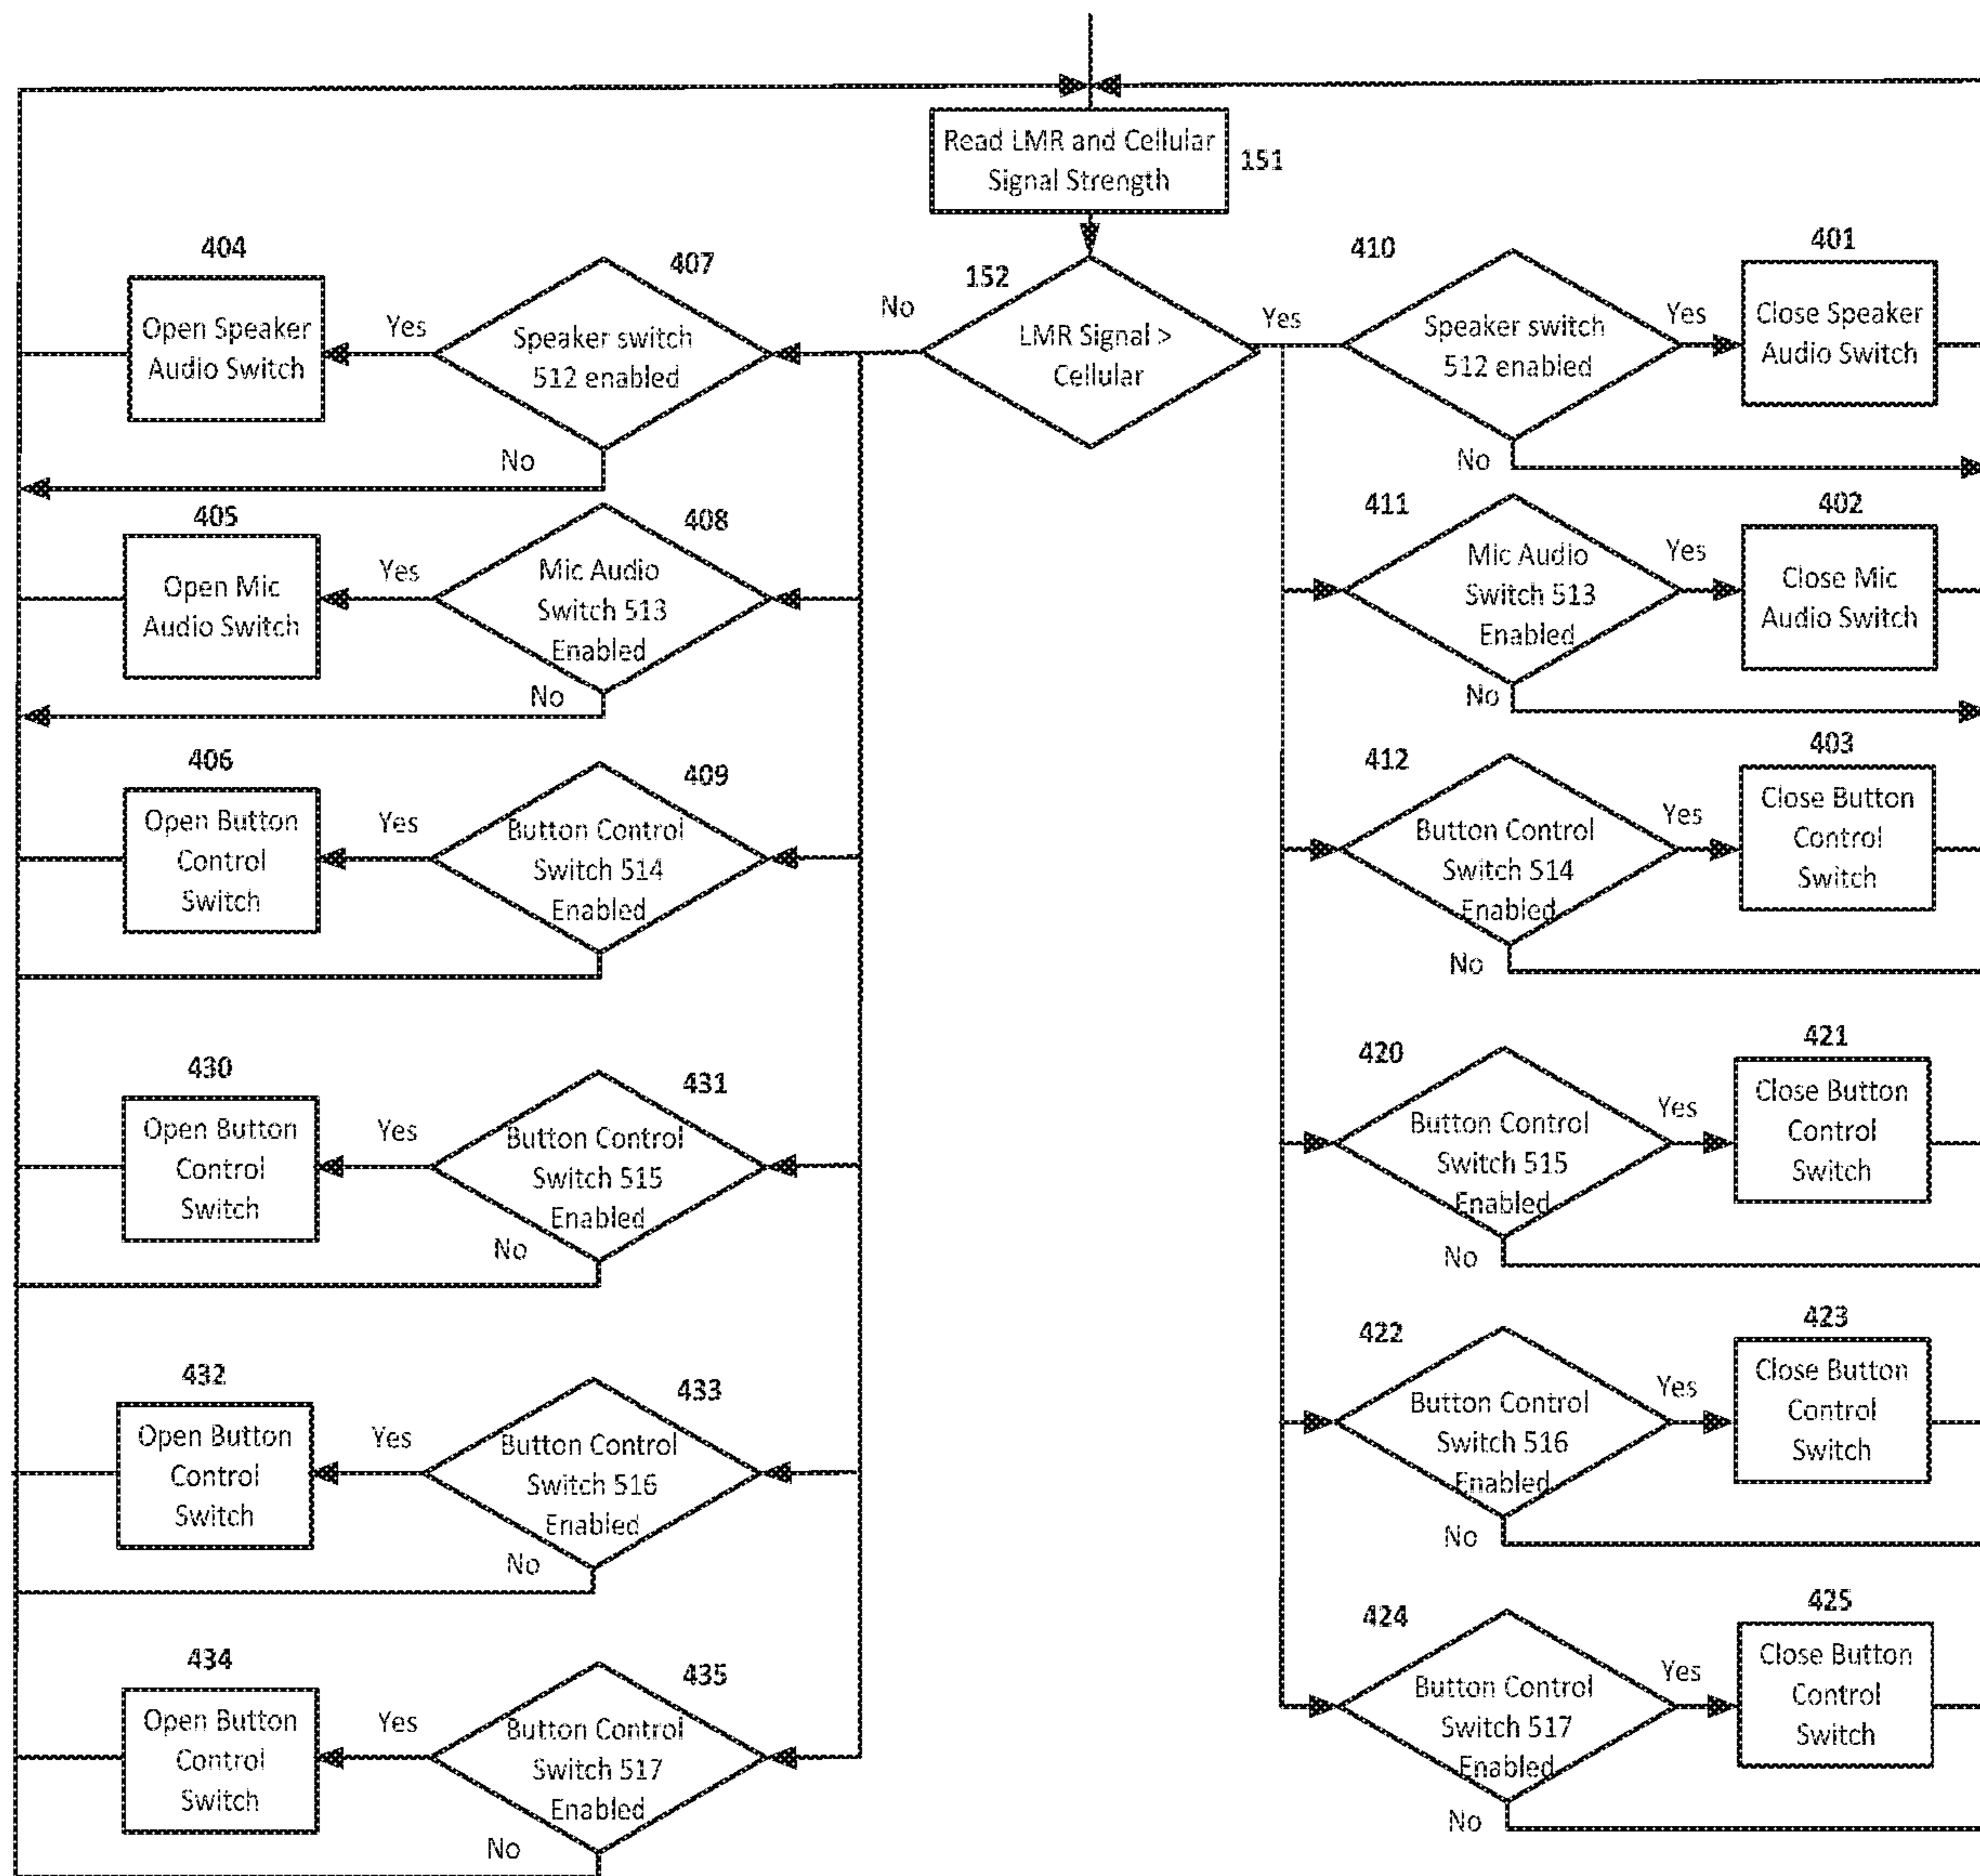 Read LMR and Cellular
Signal Strength
151
152
LMR Signal >
Cellular
No
Yes
404
Open Speaker
Audio Switch
Yes
407
Speaker switch
512 enabled
No
405
Open Mic
Audio Switch
Yes
408
Mic Audio
Switch 513
Enabled
No
406
Open Button
Control
Switch
Yes
409
Button Control
Switch 514
Enabled
430
Open Button
Control
Switch
Yes
431
Button Control
Switch 515
Enabled
No
432
Open Button
Control
Switch
Yes
433
Button Control
Switch 516
Enabled
No
434
Open Button
Control
Switch
Yes
435
Button Control
Switch 517
Enabled
No
410
Speaker switch
512 enabled
Yes
401
Close Speaker
Audio Switch
No
411
Mic Audio
Switch 513
Enabled
Yes
402
Close Mic
Audio Switch
No
412
Button Control
Switch 514
Enabled
Yes
403
Close Button
Control
Switch
No
420
Button Control
Switch 515
Enabled
Yes
421
Close Button
Control
Switch
No
422
Button Control
Switch 516
Enabled
Yes
423
Close Button
Control
Switch
No
424
Button Control
Switch 517
Enabled
Yes
425
Close Button
Control
Switch
No